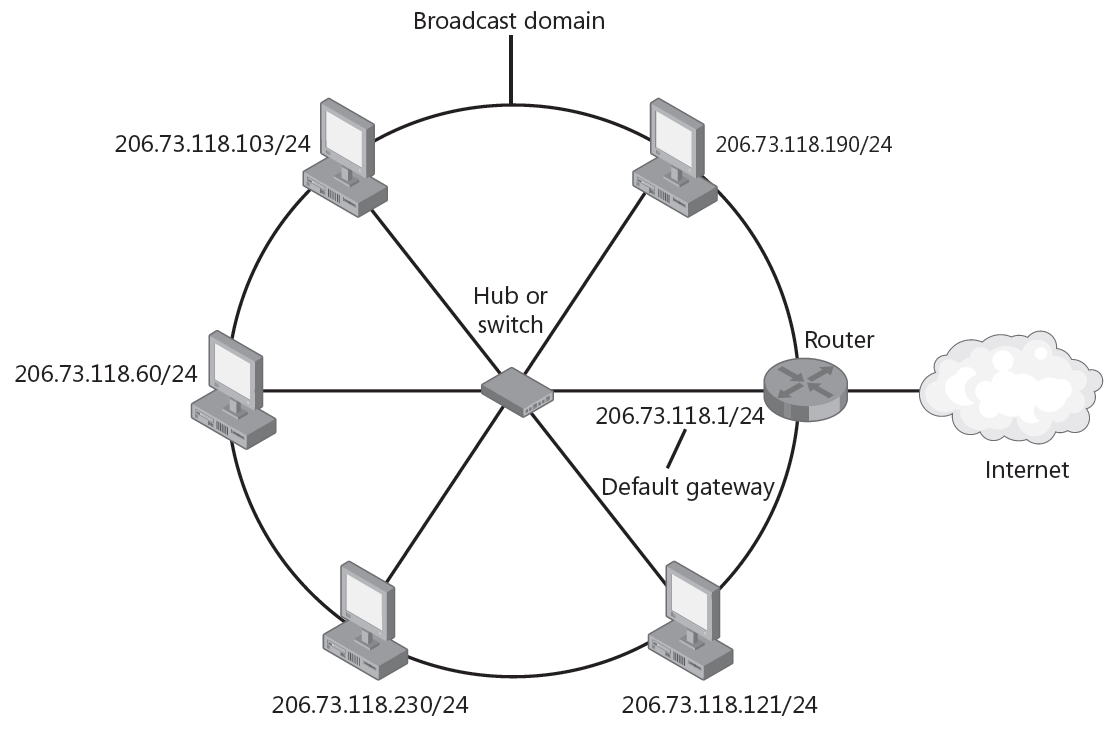 Broadcast domain
206.73.118.103/24
206.73.118.190/24
Hub or
switch
Router
206.73.118.60/24
206.73.118.1/24
Internet
Default gateway
206.73.118.230/24
206.73.118.121/24